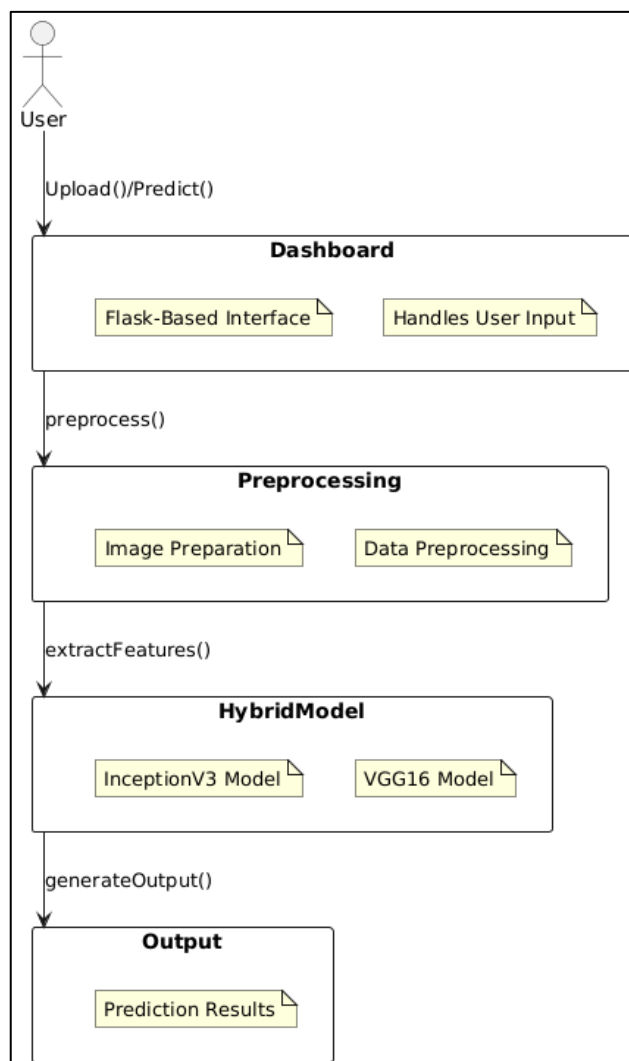 User
Upload()/Predict()
Dashboard
Flask-Based Interface
Handles User Input
preprocess()
Preprocessing
Image Preparation
Data Preprocessing
extractFeatures()
HybridModel
InceptionV3 Model
VGG16 Model
generateOutput()
Output
Prediction Results